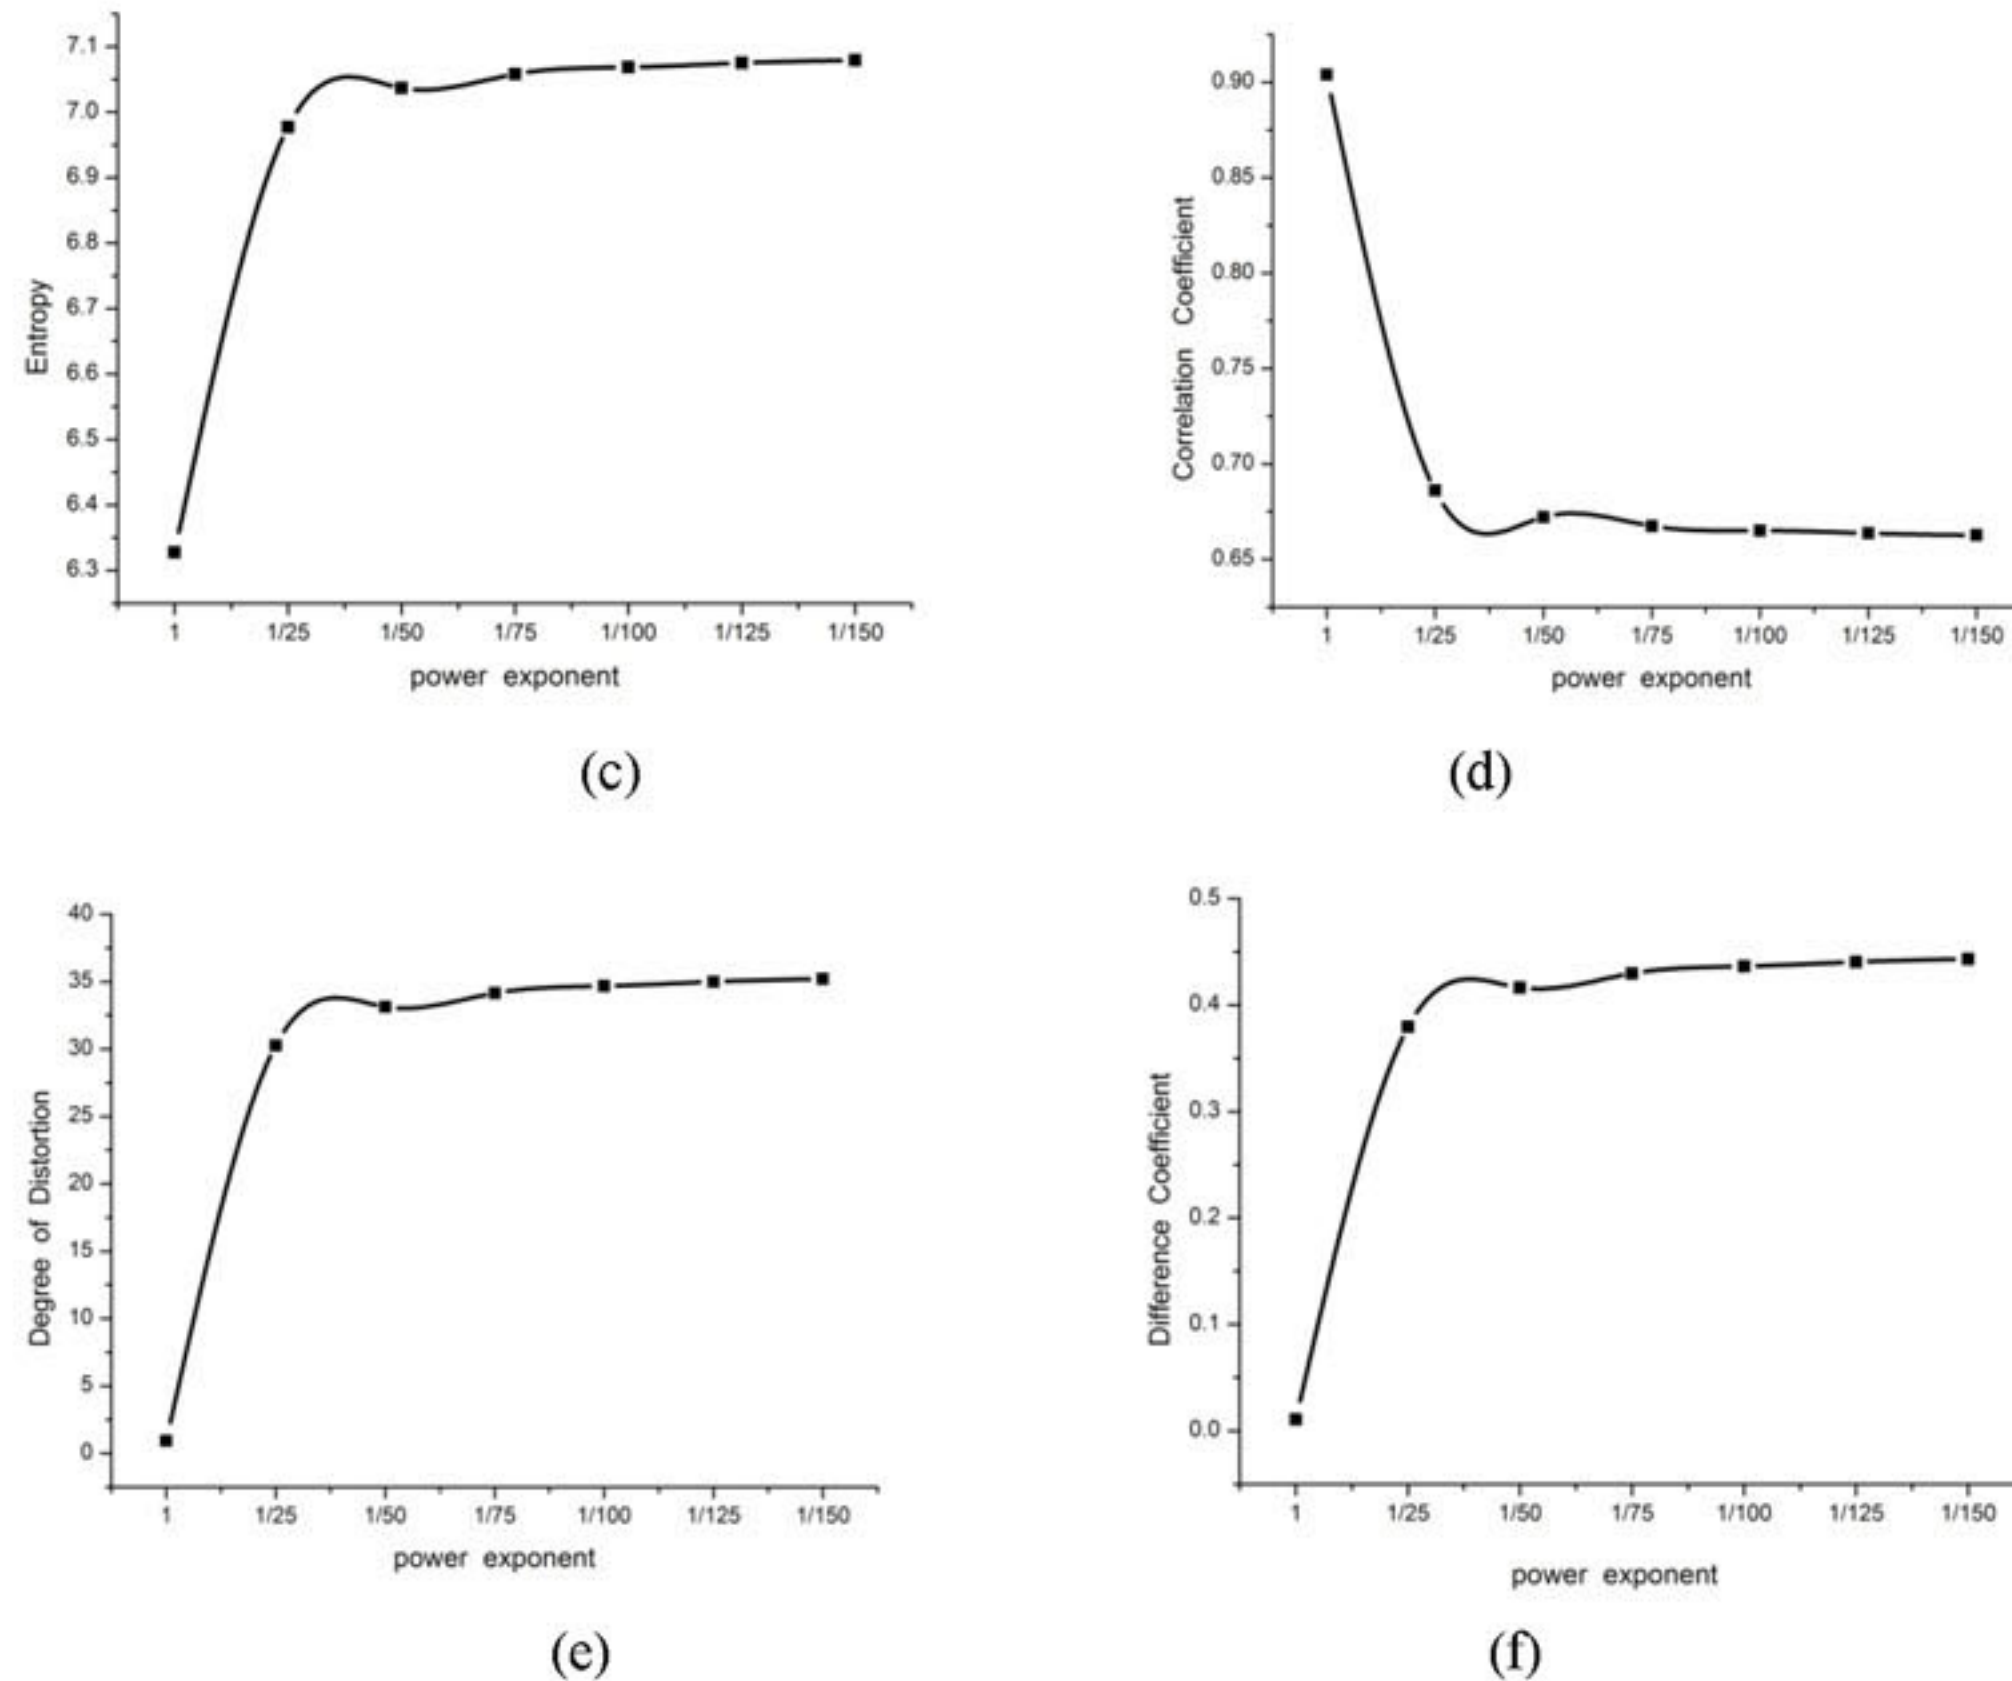 7.1
7.0
6.9
6.8
6.7
6.6
6.5
6.4
6.3
Entropy
1 1/25 1/50 1/75 1/100 1/125 1/150
power exponent
(c)
0.90
0.85
0.80
0.75
0.70
0.65
Correlation Coefficient
1 1/25 1/50 1/75 1/100 1/125 1/150
power exponent
(d)
40
35
30
25
20
15
10
5
0
Degree of Distortion
1 1/25 1/50 1/75 1/100 1/125 1/150
power exponent
(e)
0.5
0.4
0.3
0.2
0.1
0.0
Difference Coefficient
1 1/25 1/50 1/75 1/100 1/125 1/150
power exponent
(f)